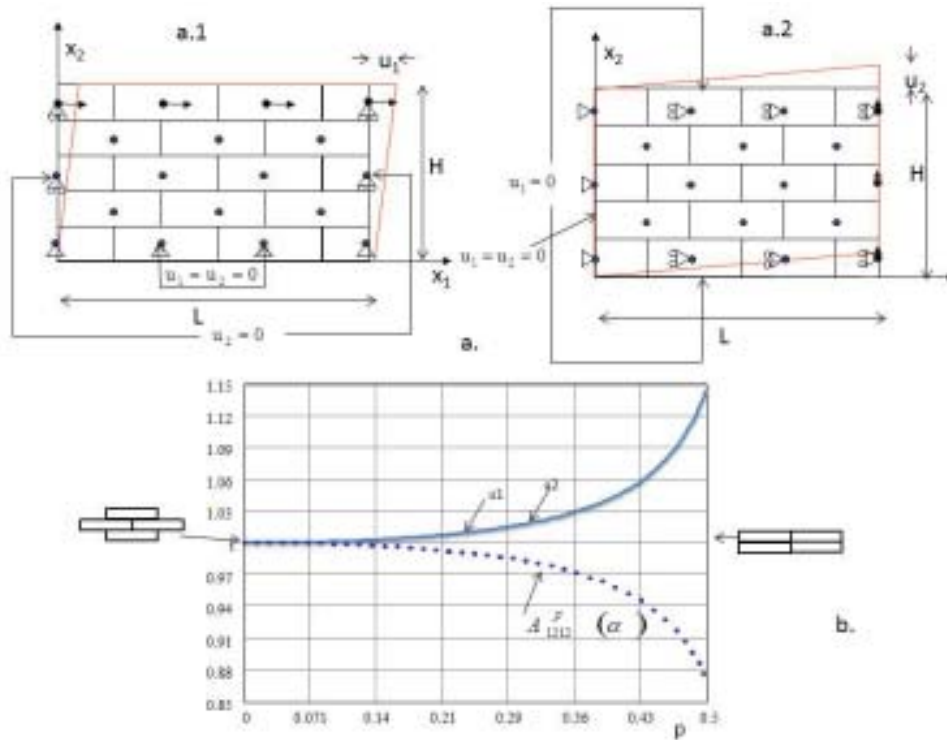 a.1
x₂
u₁
H
u₁ = u₂ = 0
x₁
L
u₂ = 0
a.
a.2
x₂
u₂
H
u₁ = 0
u₁ = u₂ = 0
L
1.15
1.12
1.09
1.06
1.03
1
0.97
0.94
0.91
0.88
0.85
a1
a2
A 1212 F (α)
b.
0
0.071
0.14
0.21
0.29
0.36
0.43
0.5
p